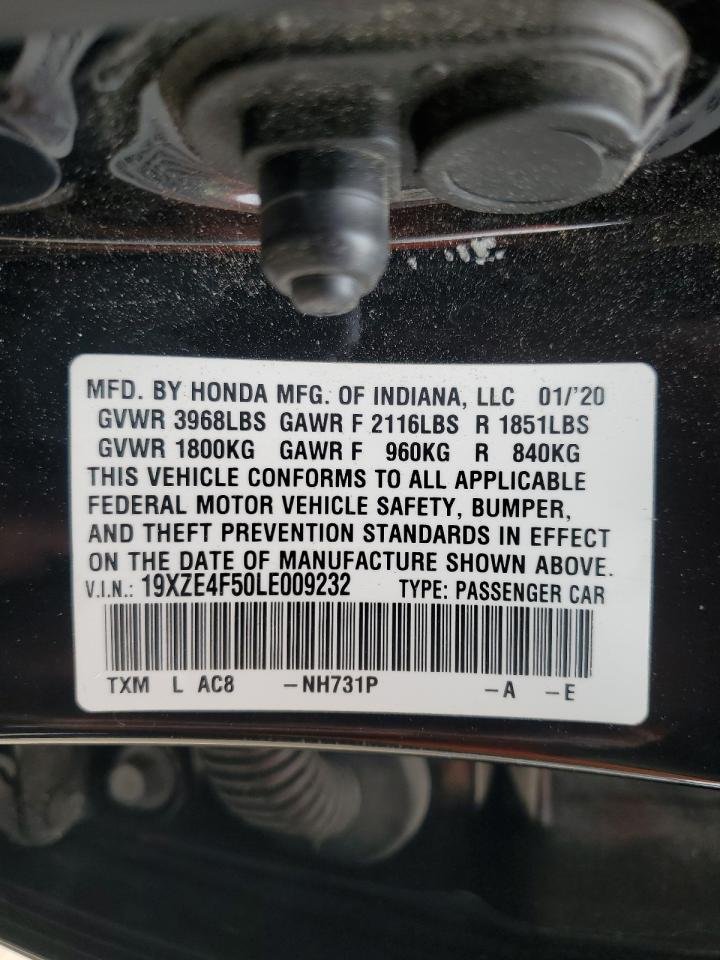 MFD. BY HONDA MFG. OF INDIANA, LLC 01/'20
GVWR 3968LBS GAWR F 2116LBS R 1851LBS
GVWR 1800KG GAWR F 960KG R 840KG
THIS VEHICLE CONFORMS TO ALL APPLICABLE
FEDERAL MOTOR VEHICLE SAFETY, BUMPER,
AND THEFT PREVENTION STANDARDS IN EFFECT
ON THE DATE OF MANUFACTURE SHOWN ABOVE.
V.I.N.: 19XZE4F50LE009232 TYPE: PASSENGER CAR
TXM L AC8 -NH731P -A -E